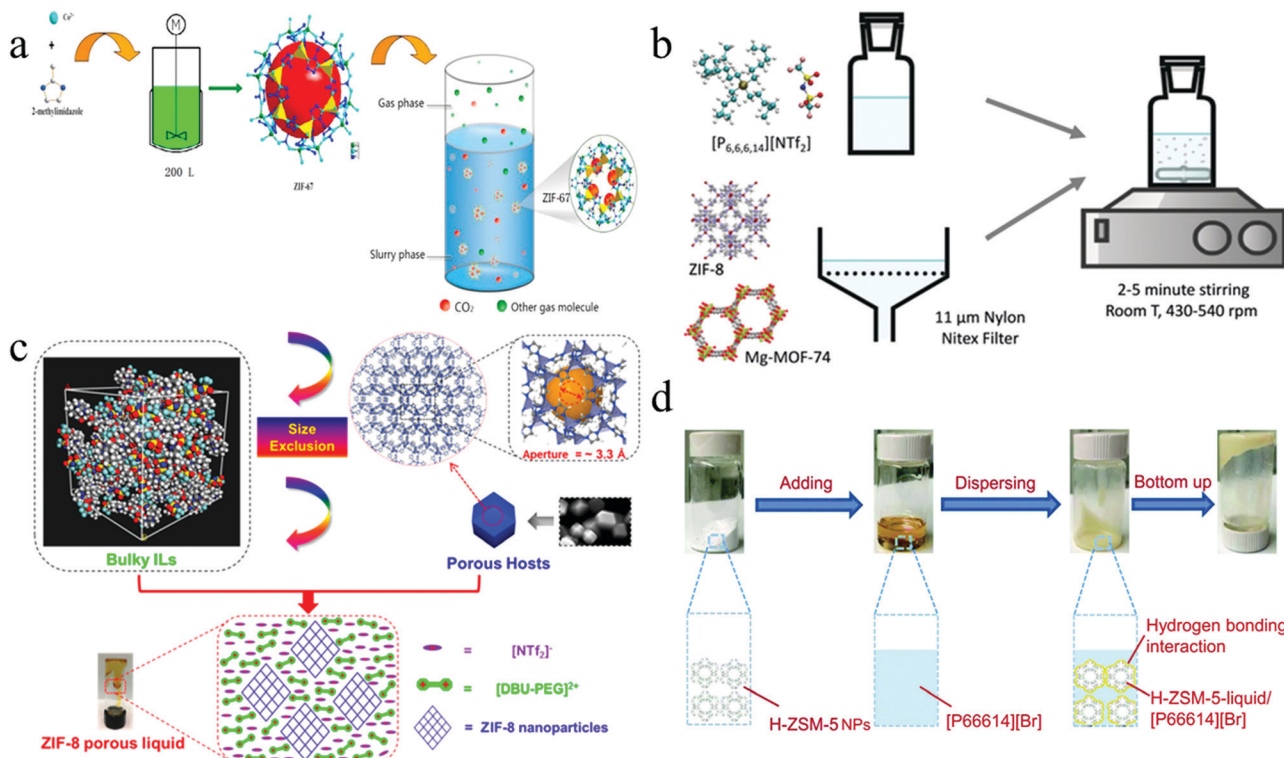 a
Co²⁺
+
2-methylimidazole
M
200 L
ZIF-67
Gas phase
Slurry phase
ZIF-67
CO₂
Other gas molecule
b
[P₆,₆,₆,₁₄][NTf₂]
ZIF-8
Mg-MOF-74
11 μm Nylon
Nitex Filter
2-5 minute stirring
Room T, 430-540 rpm
c
Bulky ILs
Size
Exclusion
Aperture = ~ 3.3 Å
Porous Hosts
ZIF-8 porous liquid
= [NTf₂]⁻
= [DBU-PEG]²⁺
= ZIF-8 nanoparticles
d
Adding
Dispersing
Bottom up
H-ZSM-5 NPs
[P66614][Br]
Hydrogen bonding
interaction
H-ZSM-5-liquid/
[P66614][Br]